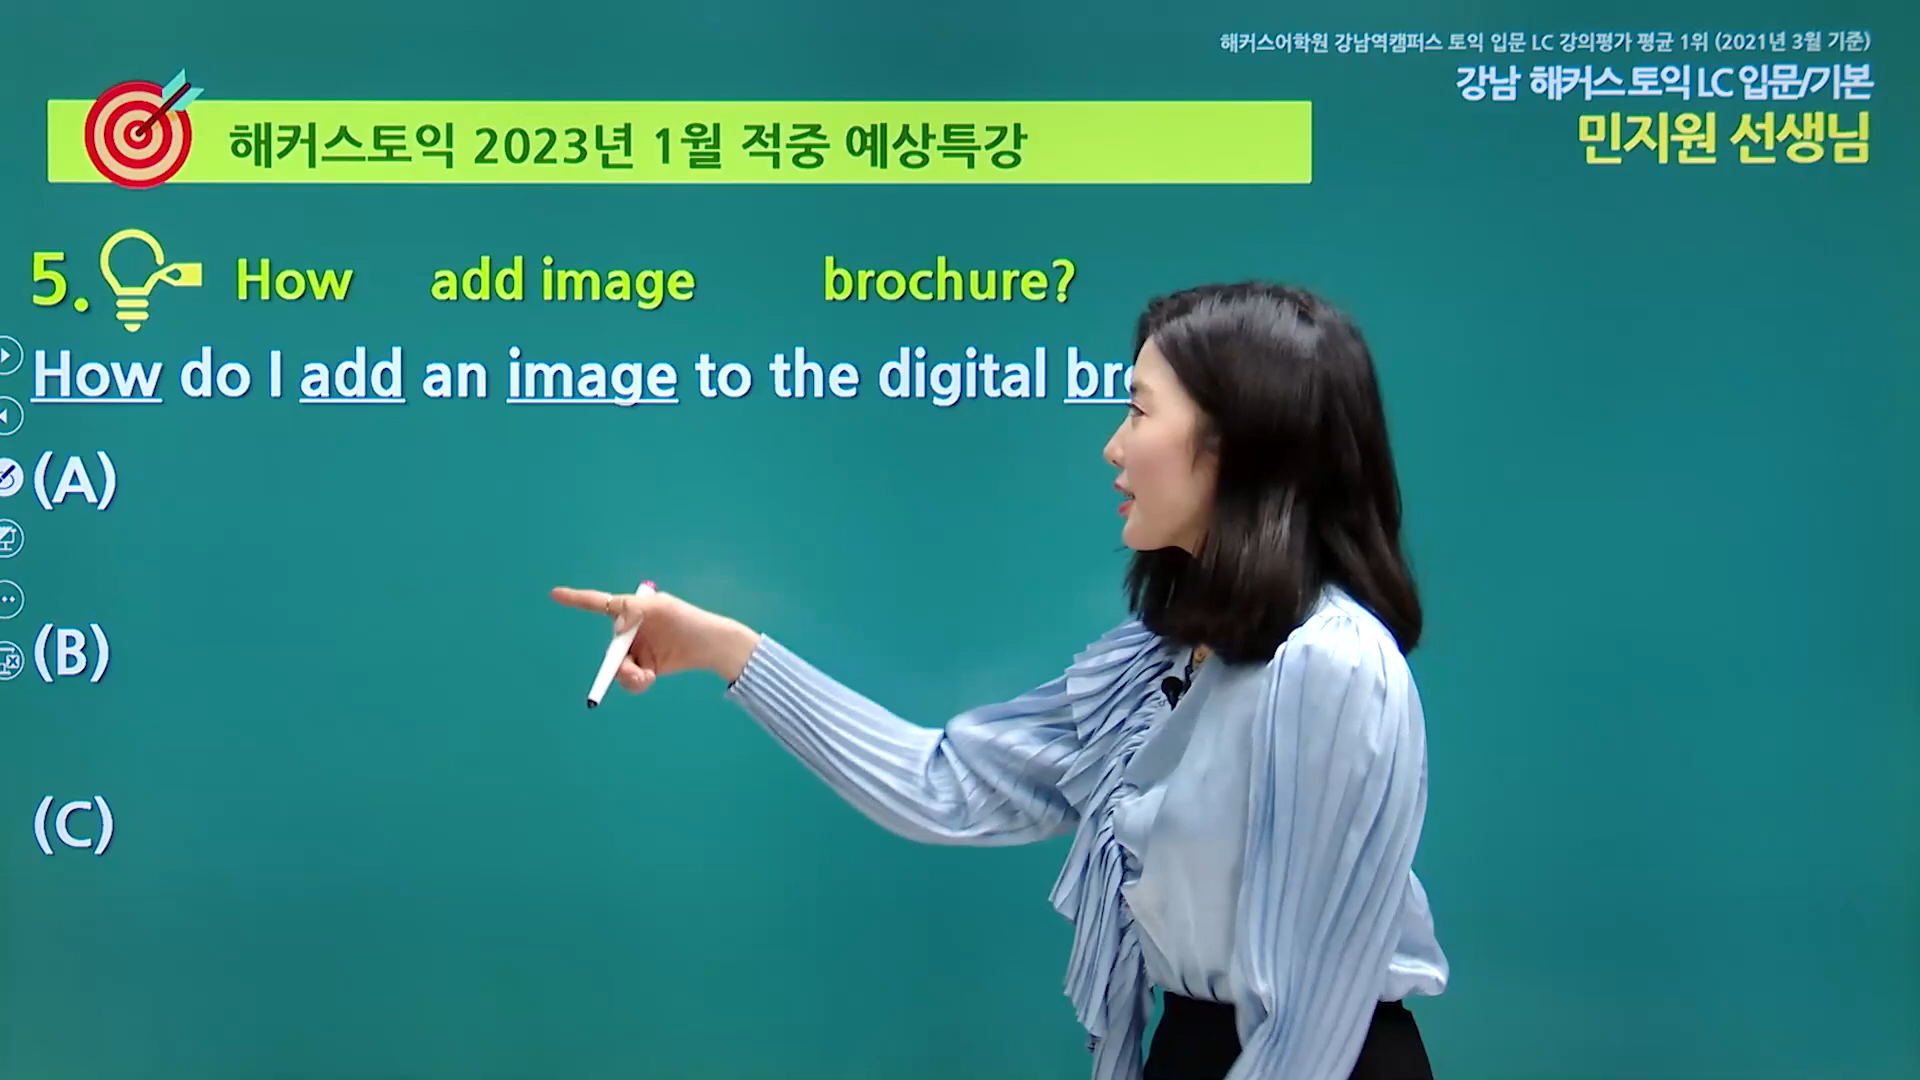 해커스어학원 강남역캠퍼스 토익 입문 LC 강의평가 평균 1위 (2021년 3월 기준)
강남 해커스 토익 LC 입문/기본
민지원 선생님
해커스토익 2023년 1월 적중 예상특강
5. How add image brochure?
How do I add an image to the digital
(A)
(B)
(C)